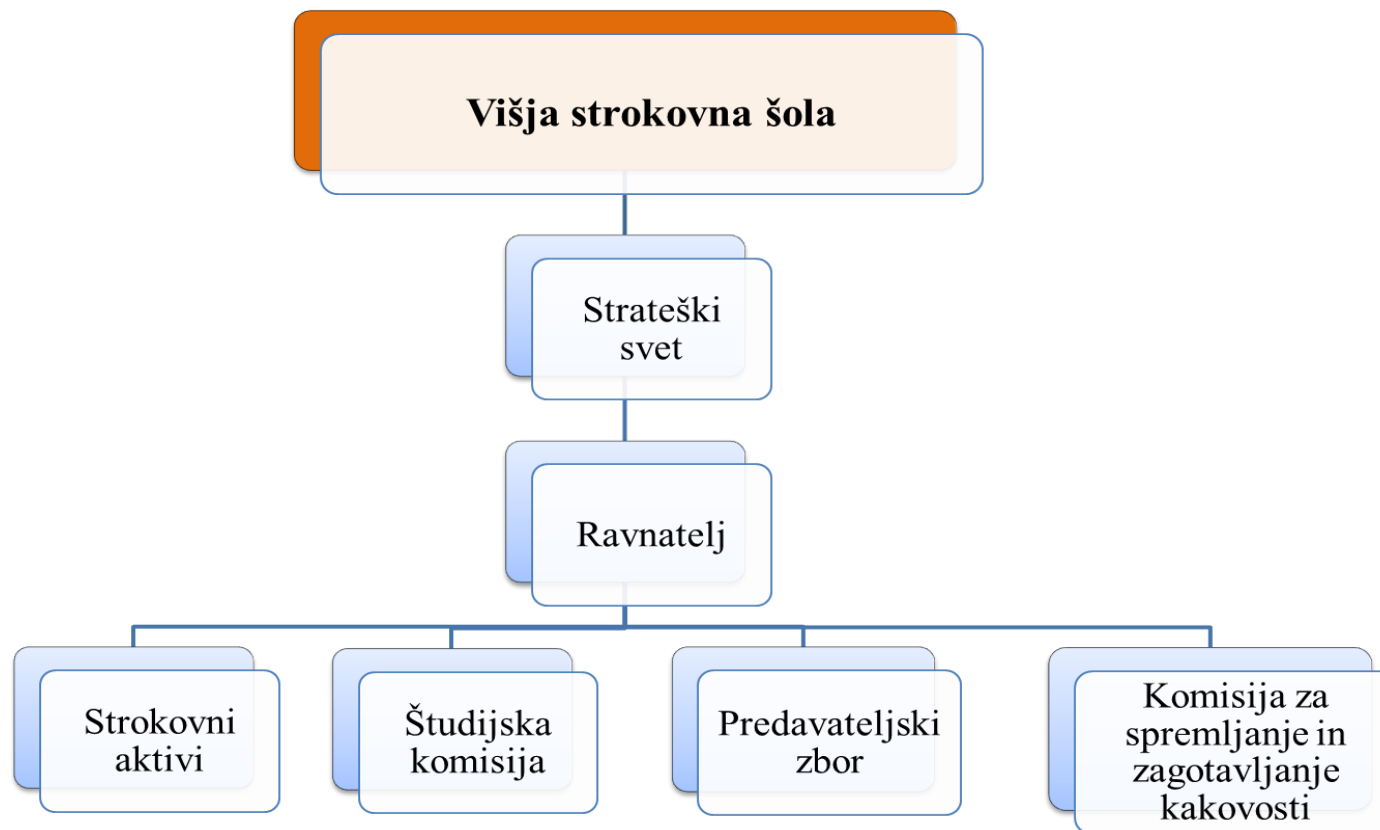 Višja strokovna šola
Strateški
svet
Ravnatelj
Strokovni
aktivi
Študijska
komisija
Predavateljski
zbor
Komisija za
spremljanje in
zagotavljanje
kakovosti